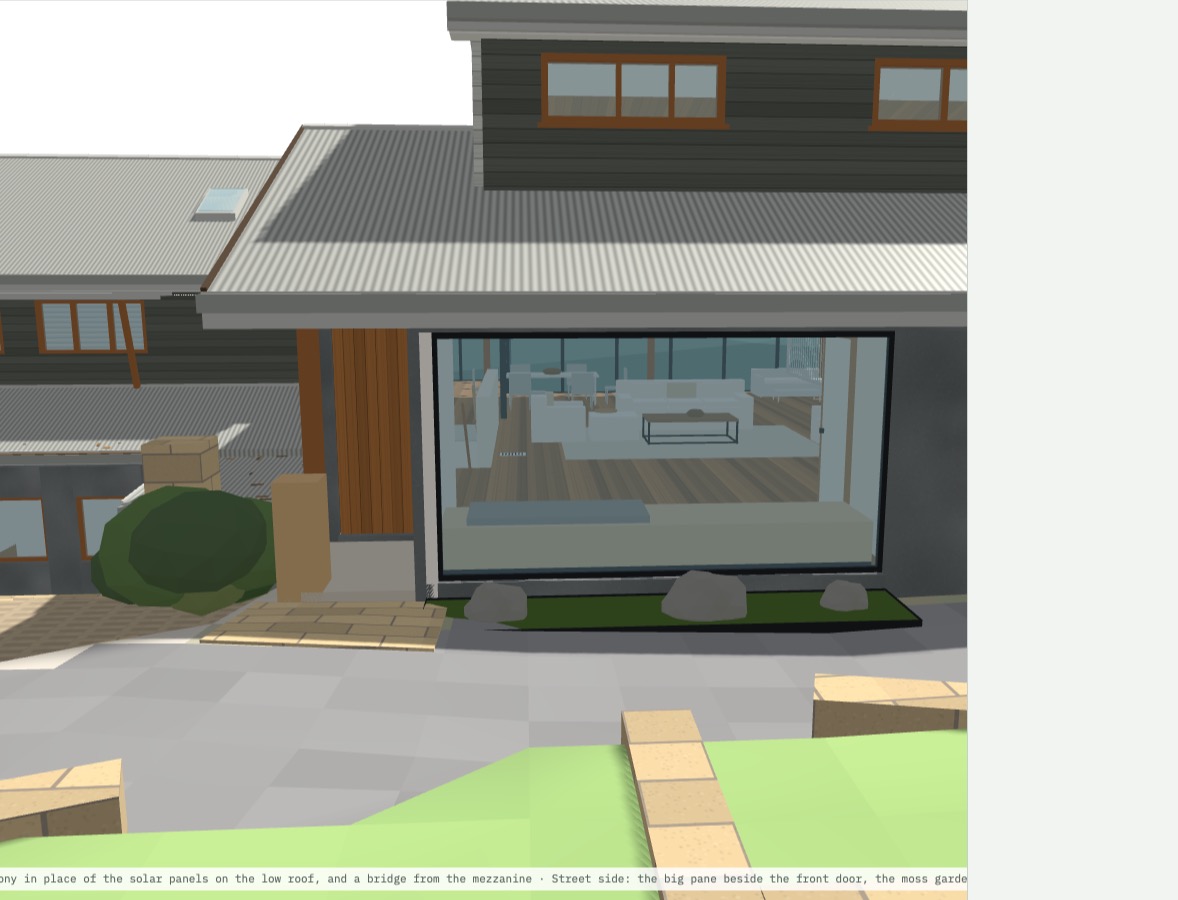 ony in place of the solar panels on the low roof, and a bridge from the mezzanine · Street side: the big pane beside the front door, the moss garde